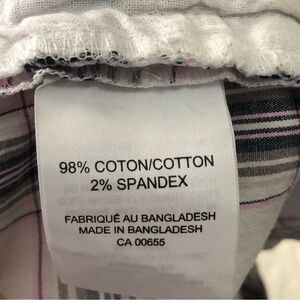 98% COTON/COTTON
2% SPANDEX
FABRIQUÉ AU BANGLADESH
MADE IN BANGLADESH
CA 00655